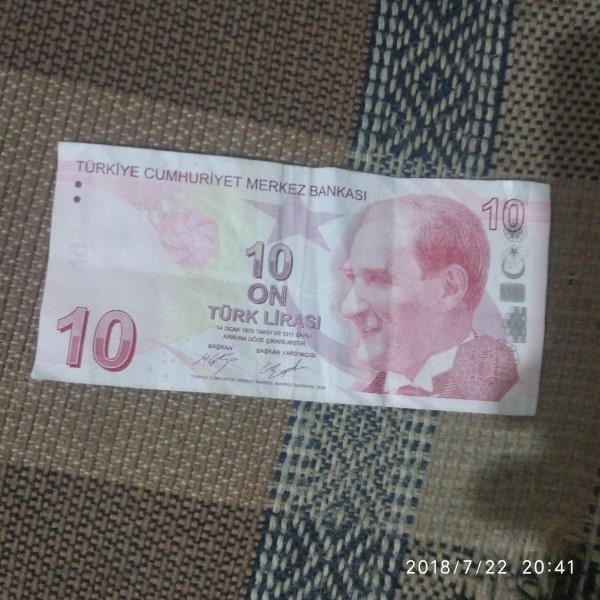 TÜRKİYE CUMHURİYET MERKEZ BANKASI
10
10
ON
TÜRK LİRASI
14 OCAK 1970 TARİH VE 1211 SAYILI
KANUNA GÖRE ÇIKARILMIŞTIR.
BAŞKAN BAŞKAN YARDIMCISI
10
2018/7/22 20:41